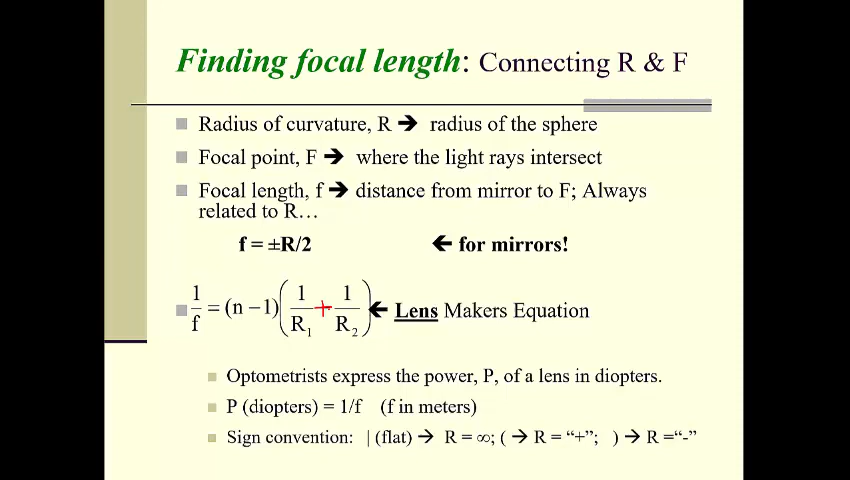 Finding focal length: Connecting R & F
Radius of curvature, R ➔ radius of the sphere
Focal point, F ➔ where the light rays intersect
Focal length, f ➔ distance from mirror to F; Always
related to R…
f = ±R/2 🡨 for mirrors!
1/f = (n − 1)(1/R₁ + 1/R₂) 🡨 Lens Makers Equation
Optometrists express the power, P, of a lens in diopters.
P (diopters) = 1/f (f in meters)
Sign convention: | (flat) ➔ R = ∞; ( ➔ R = “+”; ) ➔ R =“-”